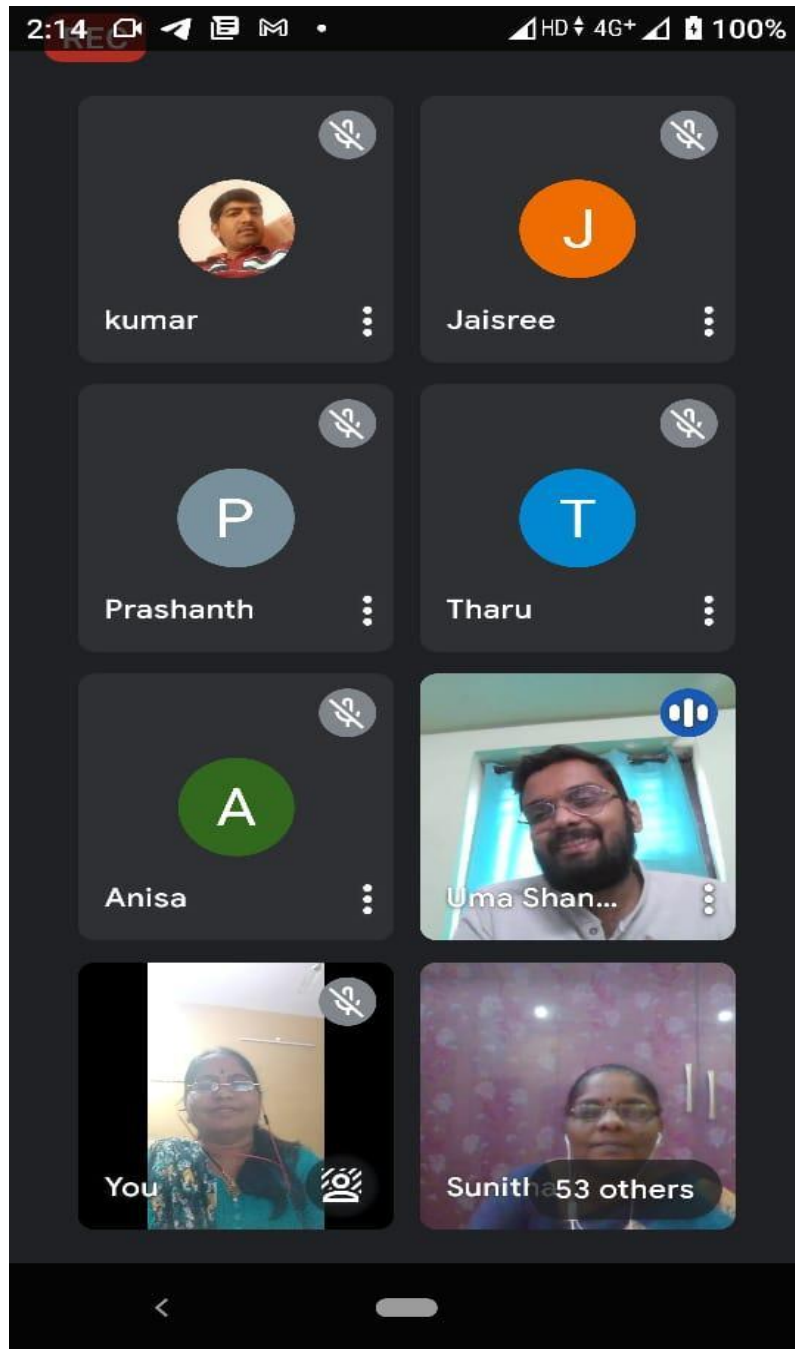 2:14 HD 4G+ 100%
REC
kumar
J
Jaisree
P
Prashanth
T
Tharu
A
Anisa
Uma Shan...
You
Sunitha 53 others